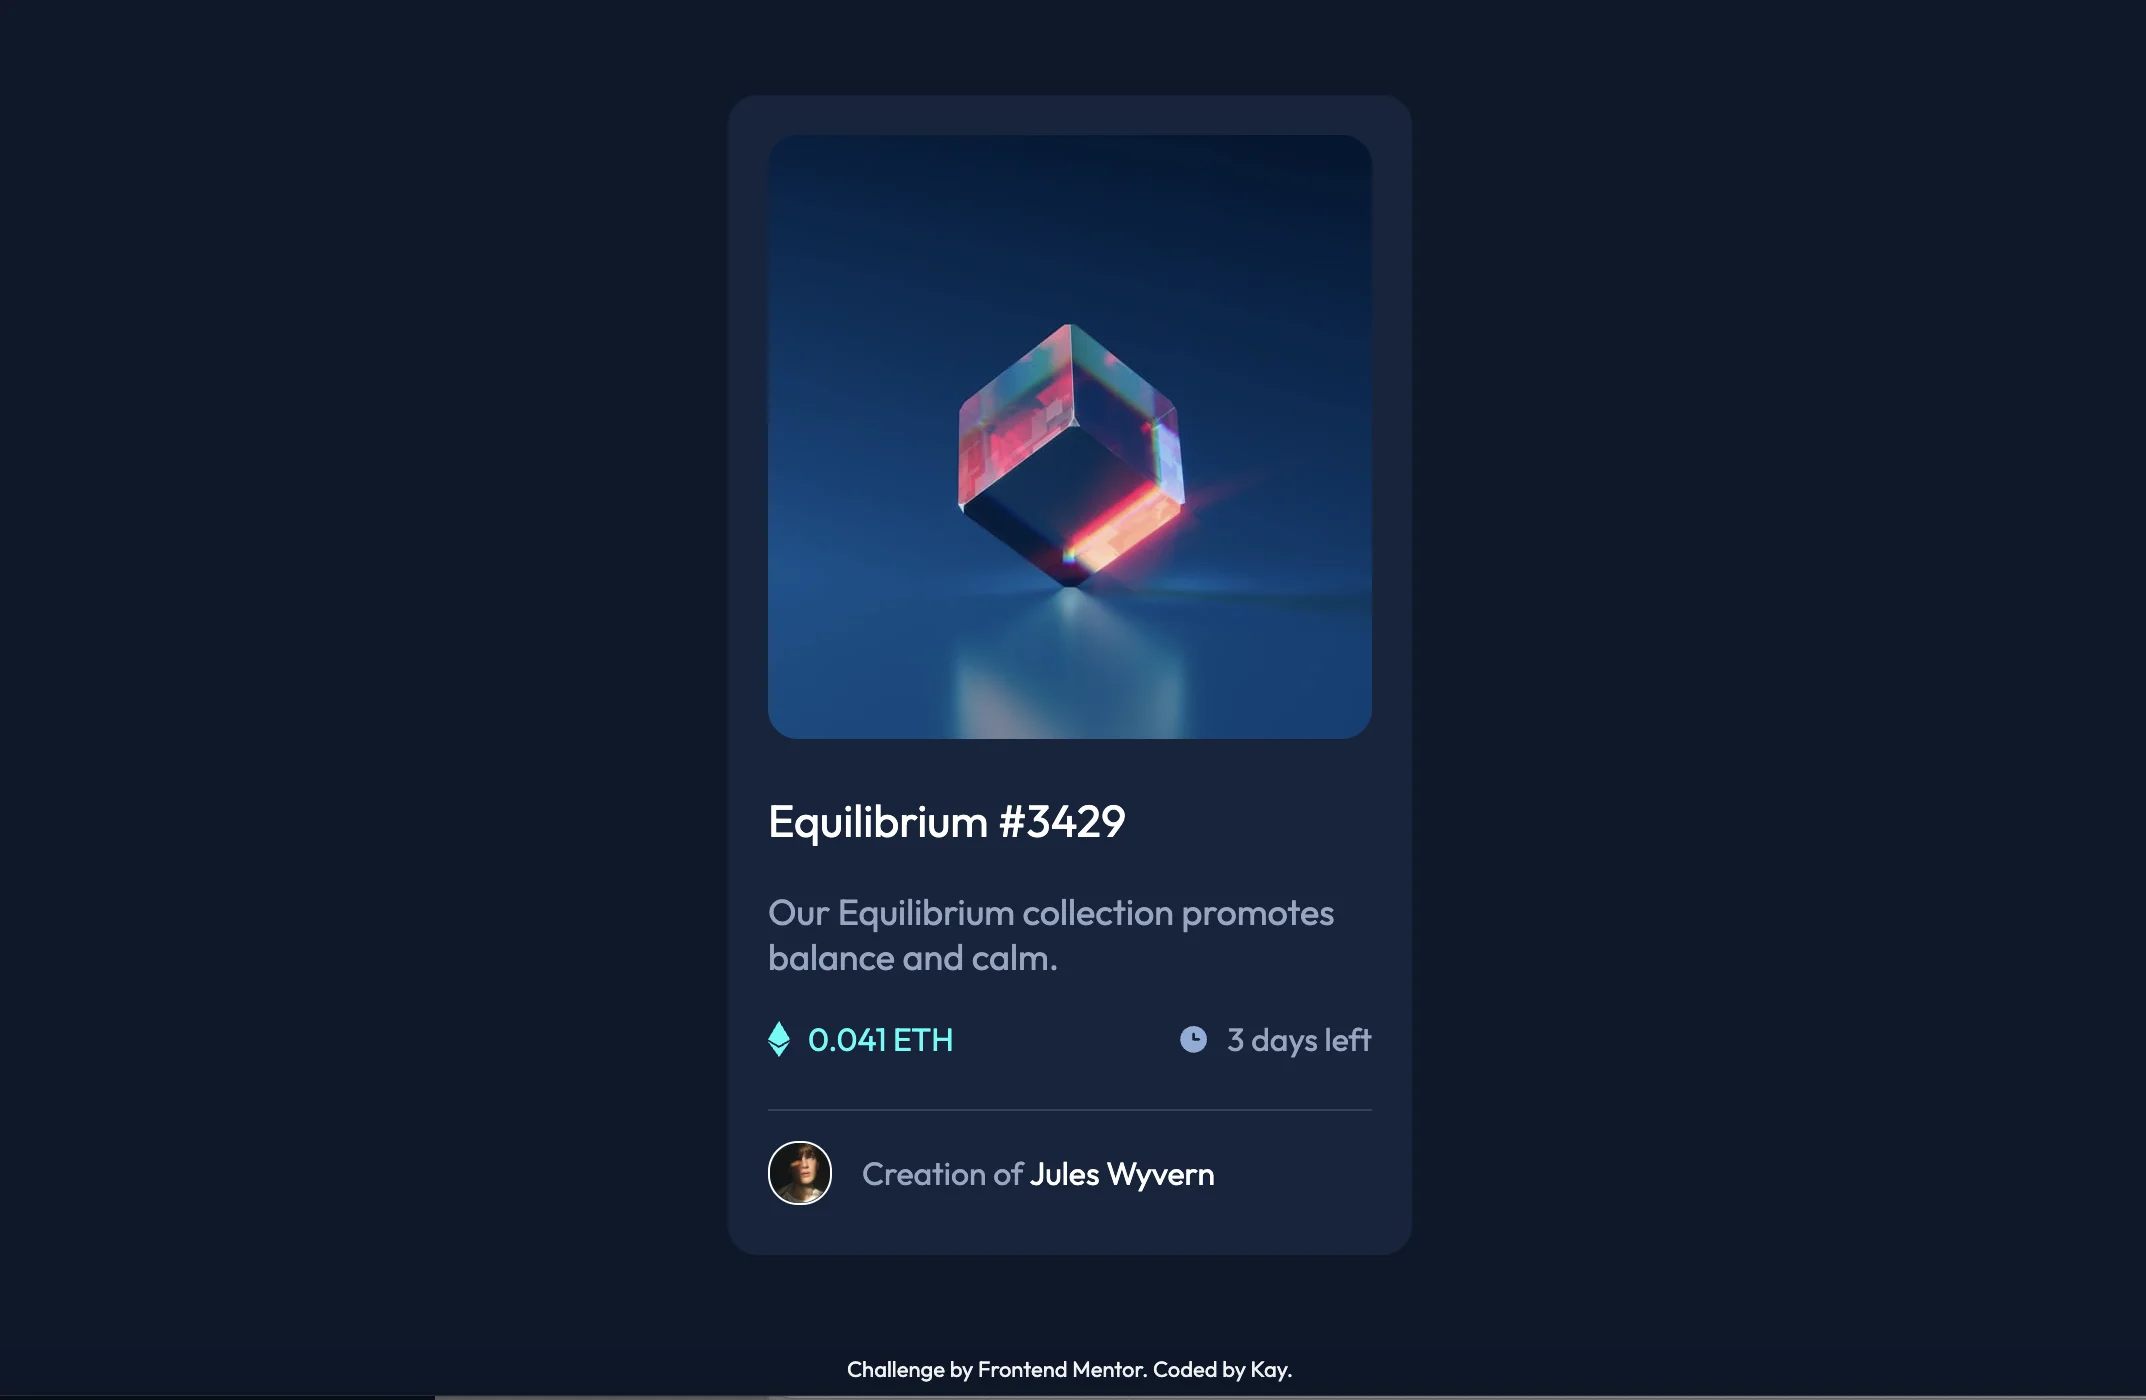 Equilibrium #3429
Our Equilibrium collection promotes
balance and calm.
0.041 ETH
3 days left
Creation of Jules Wyvern
Challenge by Frontend Mentor. Coded by Kay.